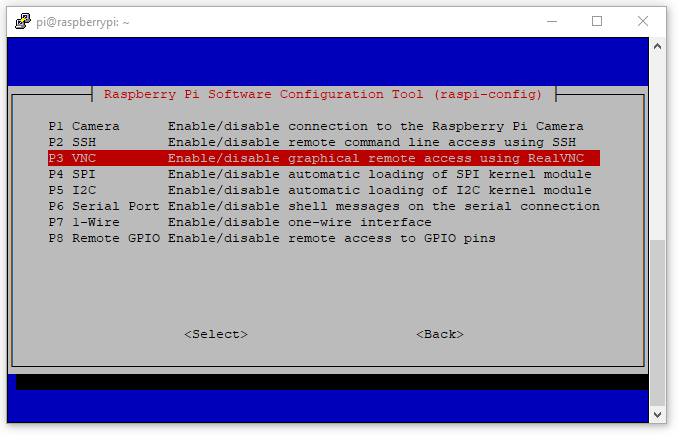 pi@raspberrypi: ~
Raspberry Pi Software Configuration Tool (raspi-config)
P1 Camera Enable/disable connection to the Raspberry Pi Camera
P2 SSH Enable/disable remote command line access using SSH
P3 VNC Enable/disable graphical remote access using RealVNC
P4 SPI Enable/disable automatic loading of SPI kernel module
P5 I2C Enable/disable automatic loading of I2C kernel module
P6 Serial Port Enable/disable shell messages on the serial connection
P7 1-Wire Enable/disable one-wire interface
P8 Remote GPIO Enable/disable remote access to GPIO pins
<Select> <Back>